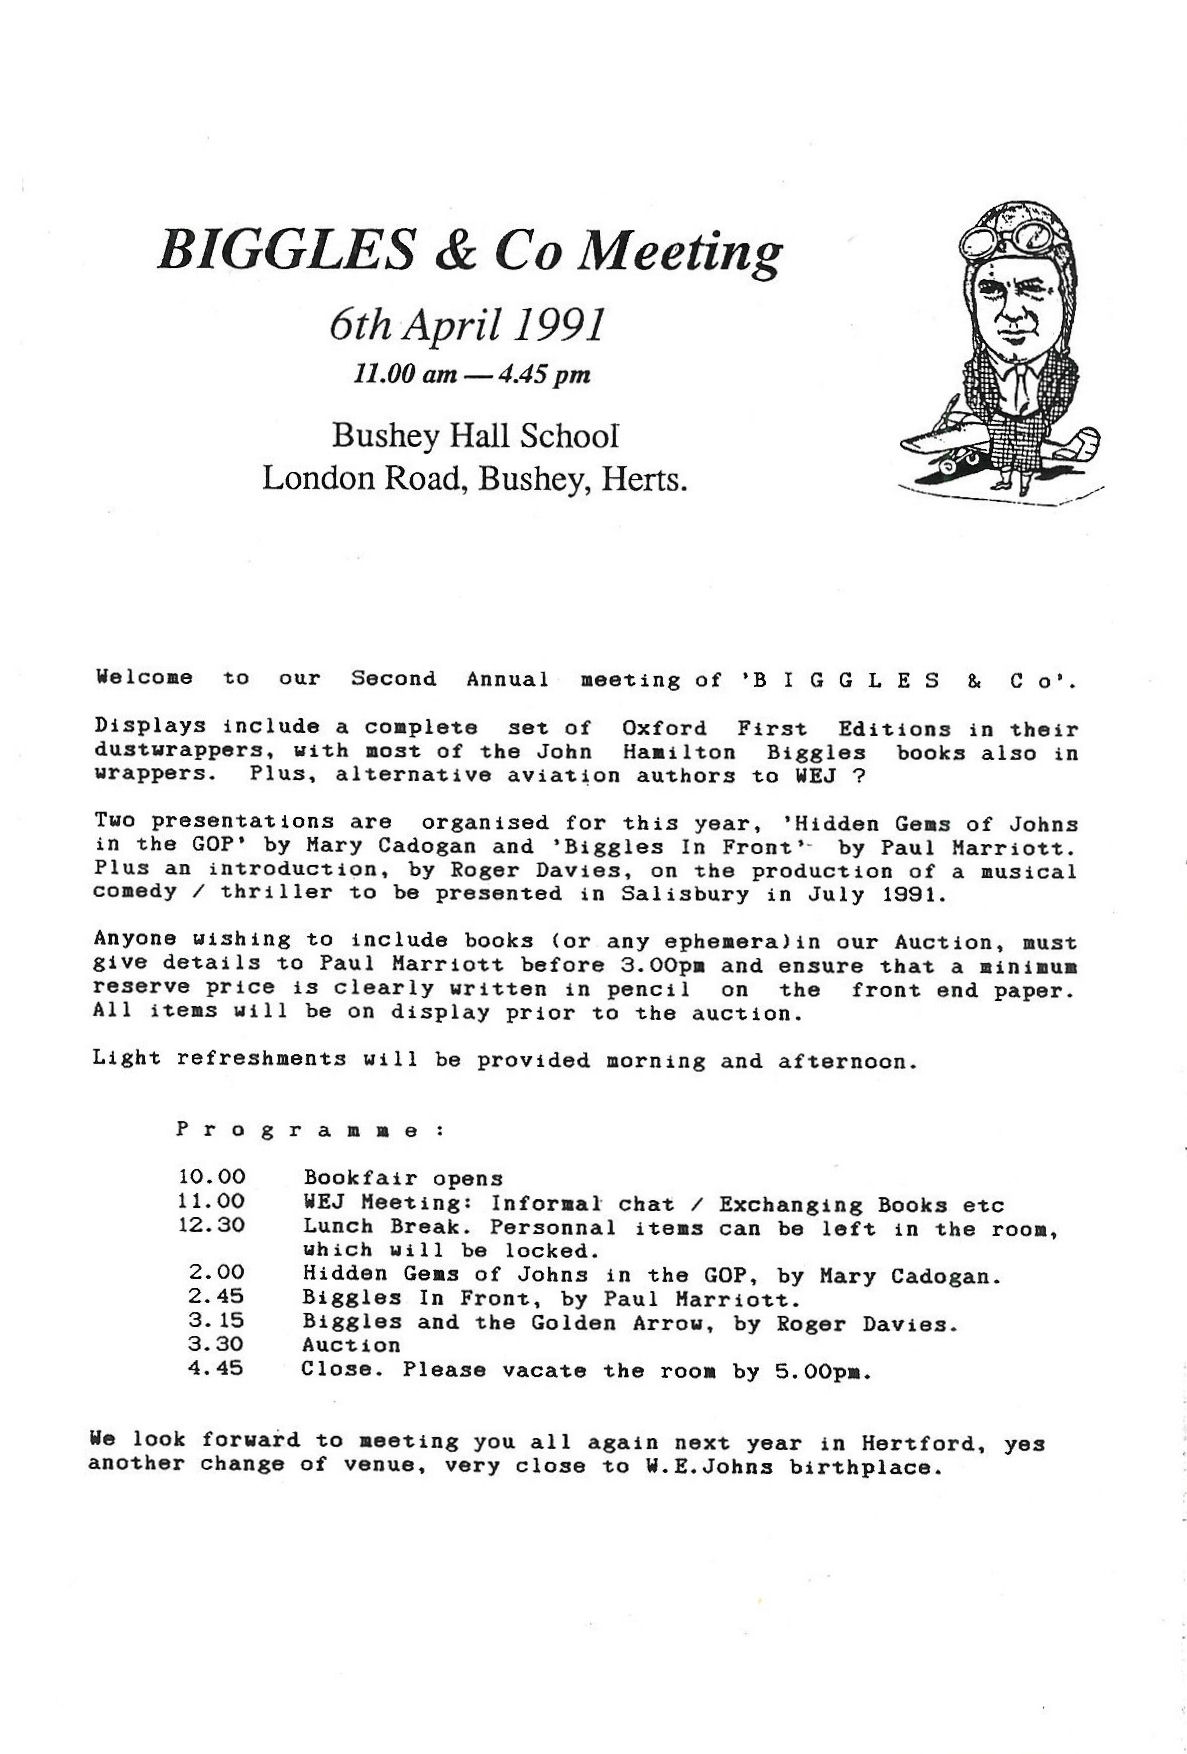 BIGGLES & Co Meeting
6th April 1991
11.00 am — 4.45 pm
Bushey Hall School
London Road, Bushey, Herts.
Welcome to our Second Annual meeting of 'B I G G L E S & C o'.
Displays include a complete set of Oxford First Editions in their
dustwrappers, with most of the John Hamilton Biggles books also in
wrappers. Plus, alternative aviation authors to WEJ ?
Two presentations are organised for this year, 'Hidden Gems of Johns
in the GOP' by Mary Cadogan and 'Biggles In Front' by Paul Marriott.
Plus an introduction, by Roger Davies, on the production of a musical
comedy / thriller to be presented in Salisbury in July 1991.
Anyone wishing to include books (or any ephemera)in our Auction, must
give details to Paul Marriott before 3.00pm and ensure that a minimum
reserve price is clearly written in pencil on the front end paper.
All items will be on display prior to the auction.
Light refreshments will be provided morning and afternoon.
P r o g r a m m e :
10.00 Bookfair opens
11.00 WEJ Meeting: Informal chat / Exchanging Books etc
12.30 Lunch Break. Personnal items can be left in the room,
which will be locked.
2.00 Hidden Gems of Johns in the GOP, by Mary Cadogan.
2.45 Biggles In Front, by Paul Marriott.
3.15 Biggles and the Golden Arrow, by Roger Davies.
3.30 Auction
4.45 Close. Please vacate the room by 5.00pm.
We look forward to meeting you all again next year in Hertford, yes
another change of venue, very close to W.E.Johns birthplace.